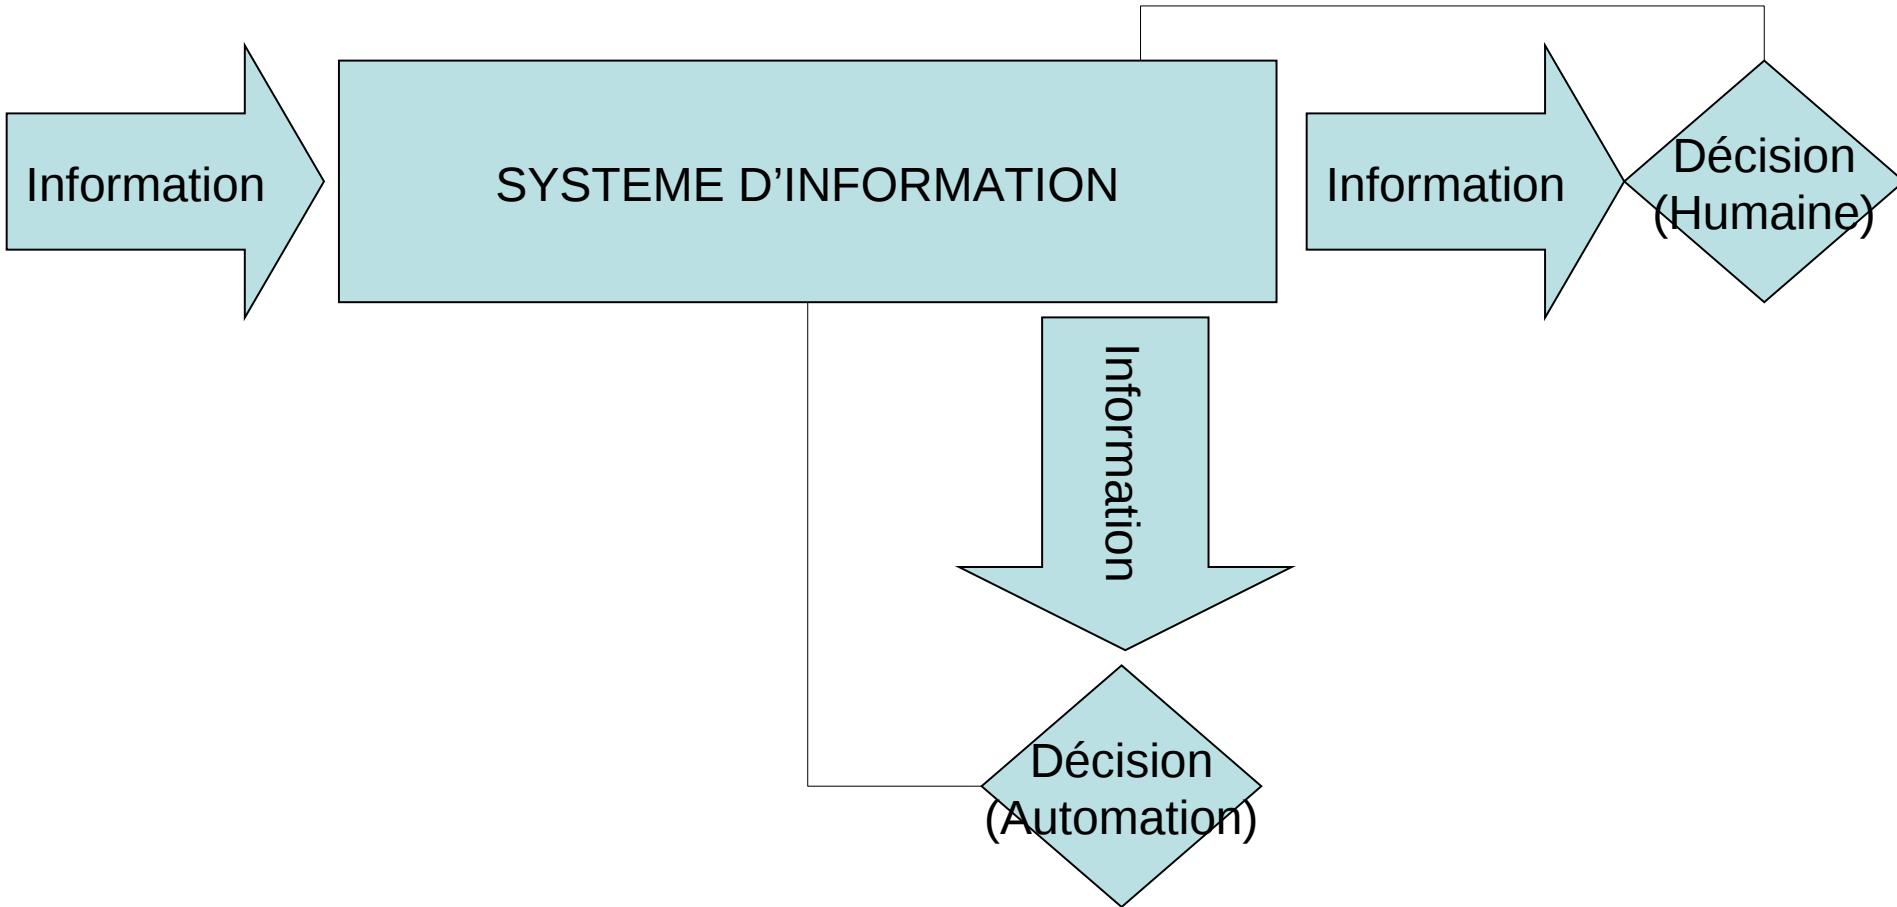 Information
SYSTEME D’INFORMATION
Information
Décision
(Humaine)
Information
Décision
(Automation)